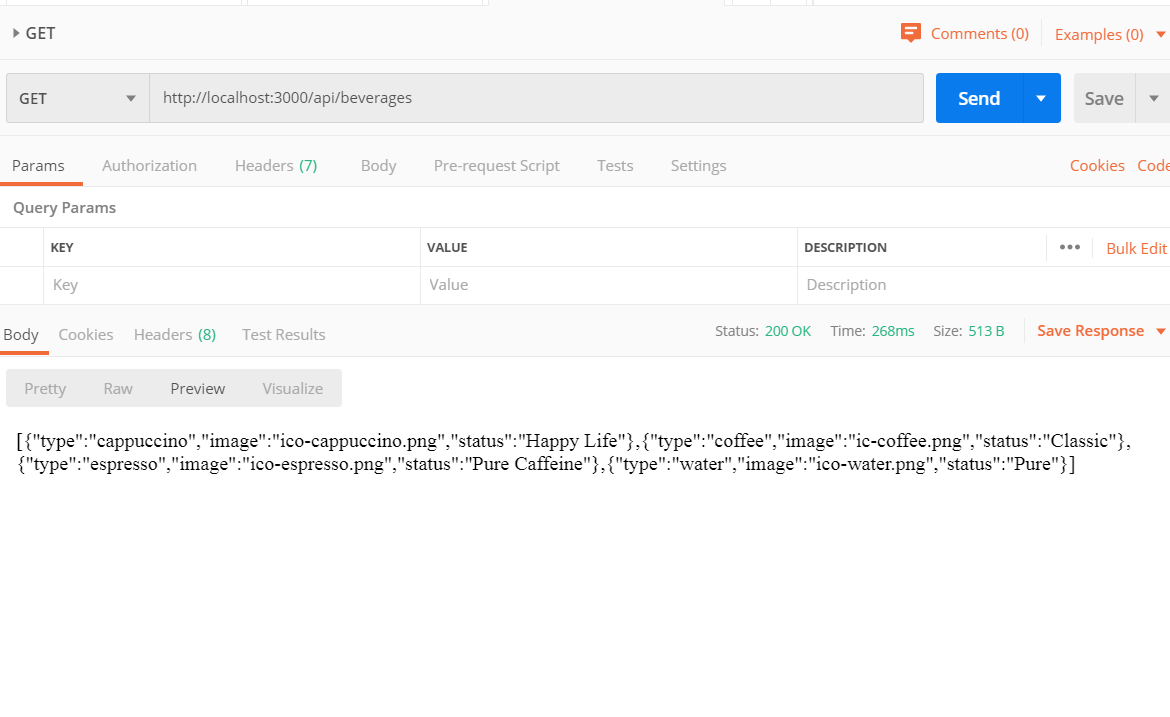 GET
Comments (0)
Examples (0)
GET
http://localhost:3000/api/beverages
Send
Save
Params Authorization Headers (7) Body Pre-request Script Tests Settings Cookies Code
Query Params
KEY VALUE DESCRIPTION ••• Bulk Edit
Key Value Description
Body Cookies Headers (8) Test Results Status: 200 OK Time: 268ms Size: 513 B Save Response
Pretty Raw Preview Visualize
[{"type":"cappuccino","image":"ico-cappuccino.png","status":"Happy Life"},{"type":"coffee","image":"ic-coffee.png","status":"Classic"},
{"type":"espresso","image":"ico-espresso.png","status":"Pure Caffeine"},{"type":"water","image":"ico-water.png","status":"Pure"}]